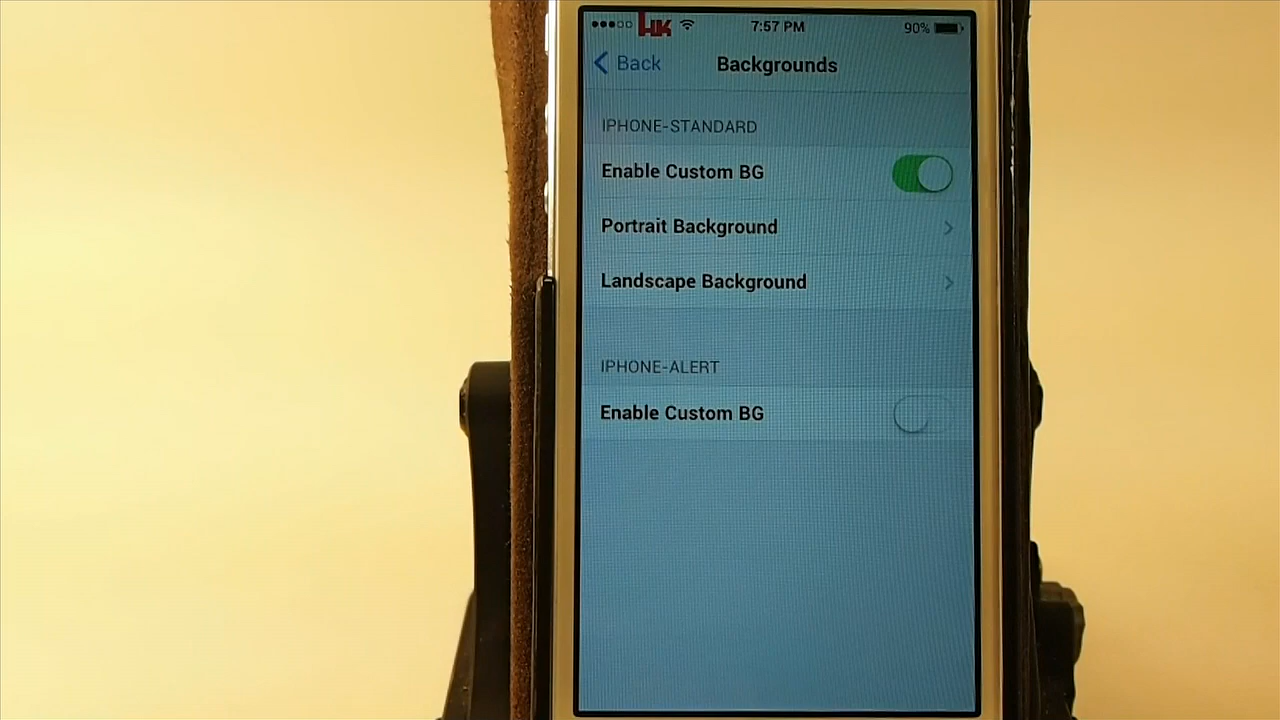 HK 7:57 PM 90%
Back Backgrounds
IPHONE-STANDARD
Enable Custom BG
Portrait Background
Landscape Background
IPHONE-ALERT
Enable Custom BG